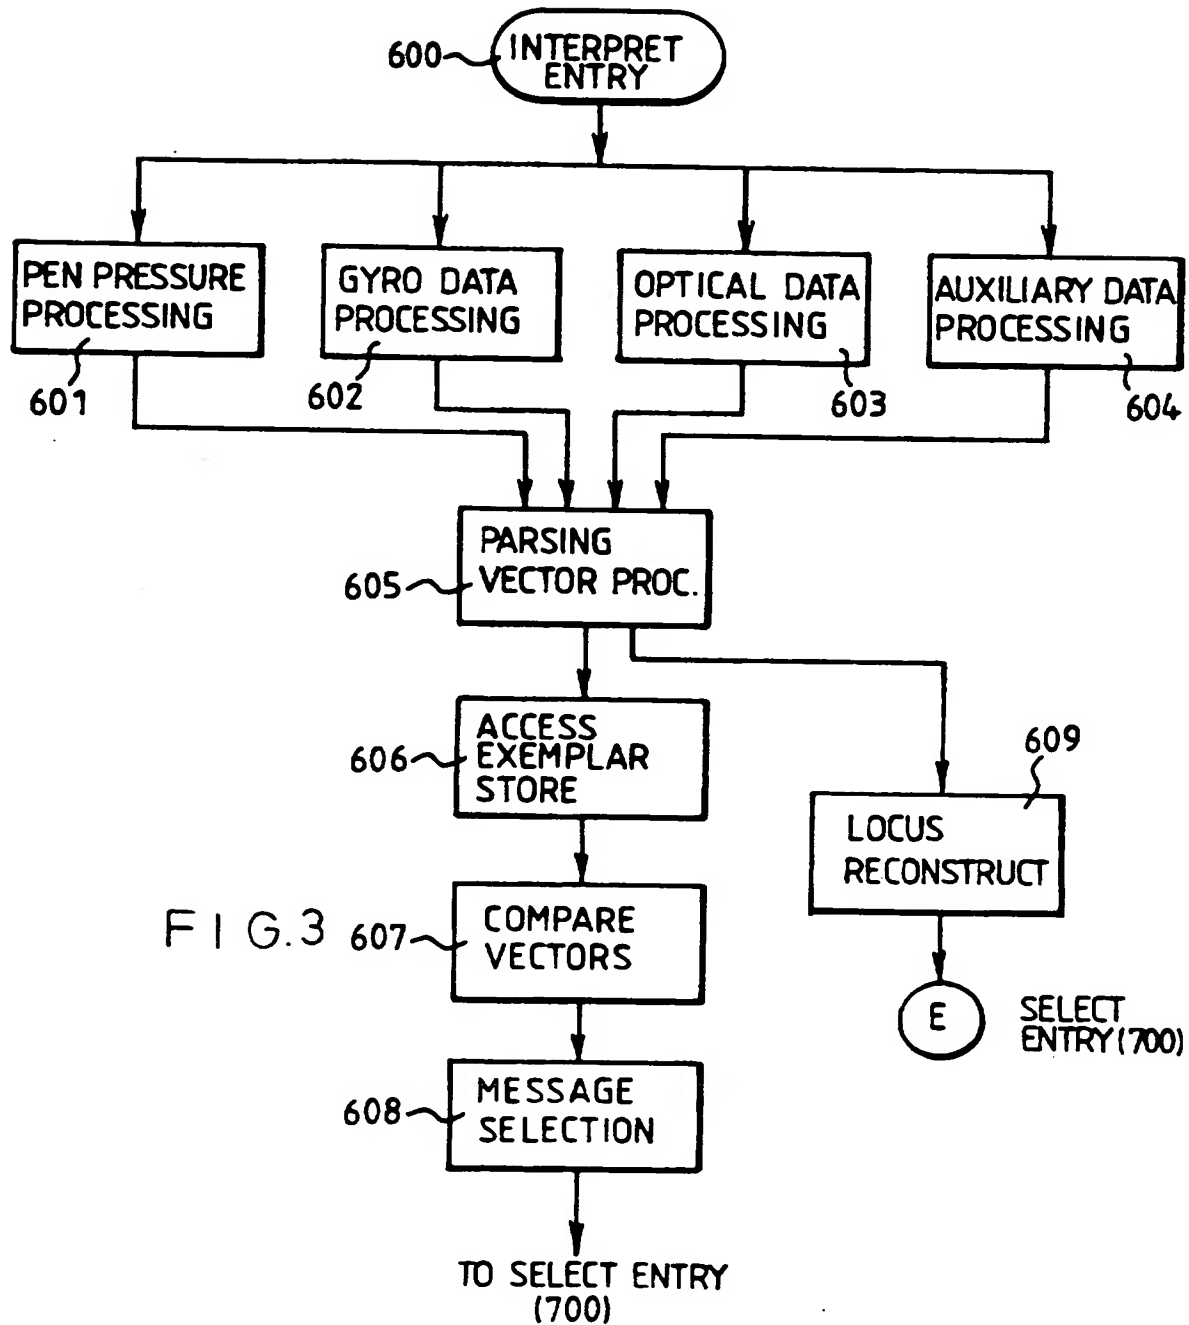 600
INTERPRET
ENTRY
PEN PRESSURE
PROCESSING
601
GYRO DATA
PROCESSING
602
OPTICAL DATA
PROCESSING
603
AUXILIARY DATA
PROCESSING
604
PARSING
VECTOR PROC.
605
ACCESS
EXEMPLAR
STORE
606
609
LOCUS
RECONSTRUCT
FIG.3
607
COMPARE
VECTORS
E
SELECT
ENTRY(700)
608
MESSAGE
SELECTION
TO SELECT ENTRY
(700)